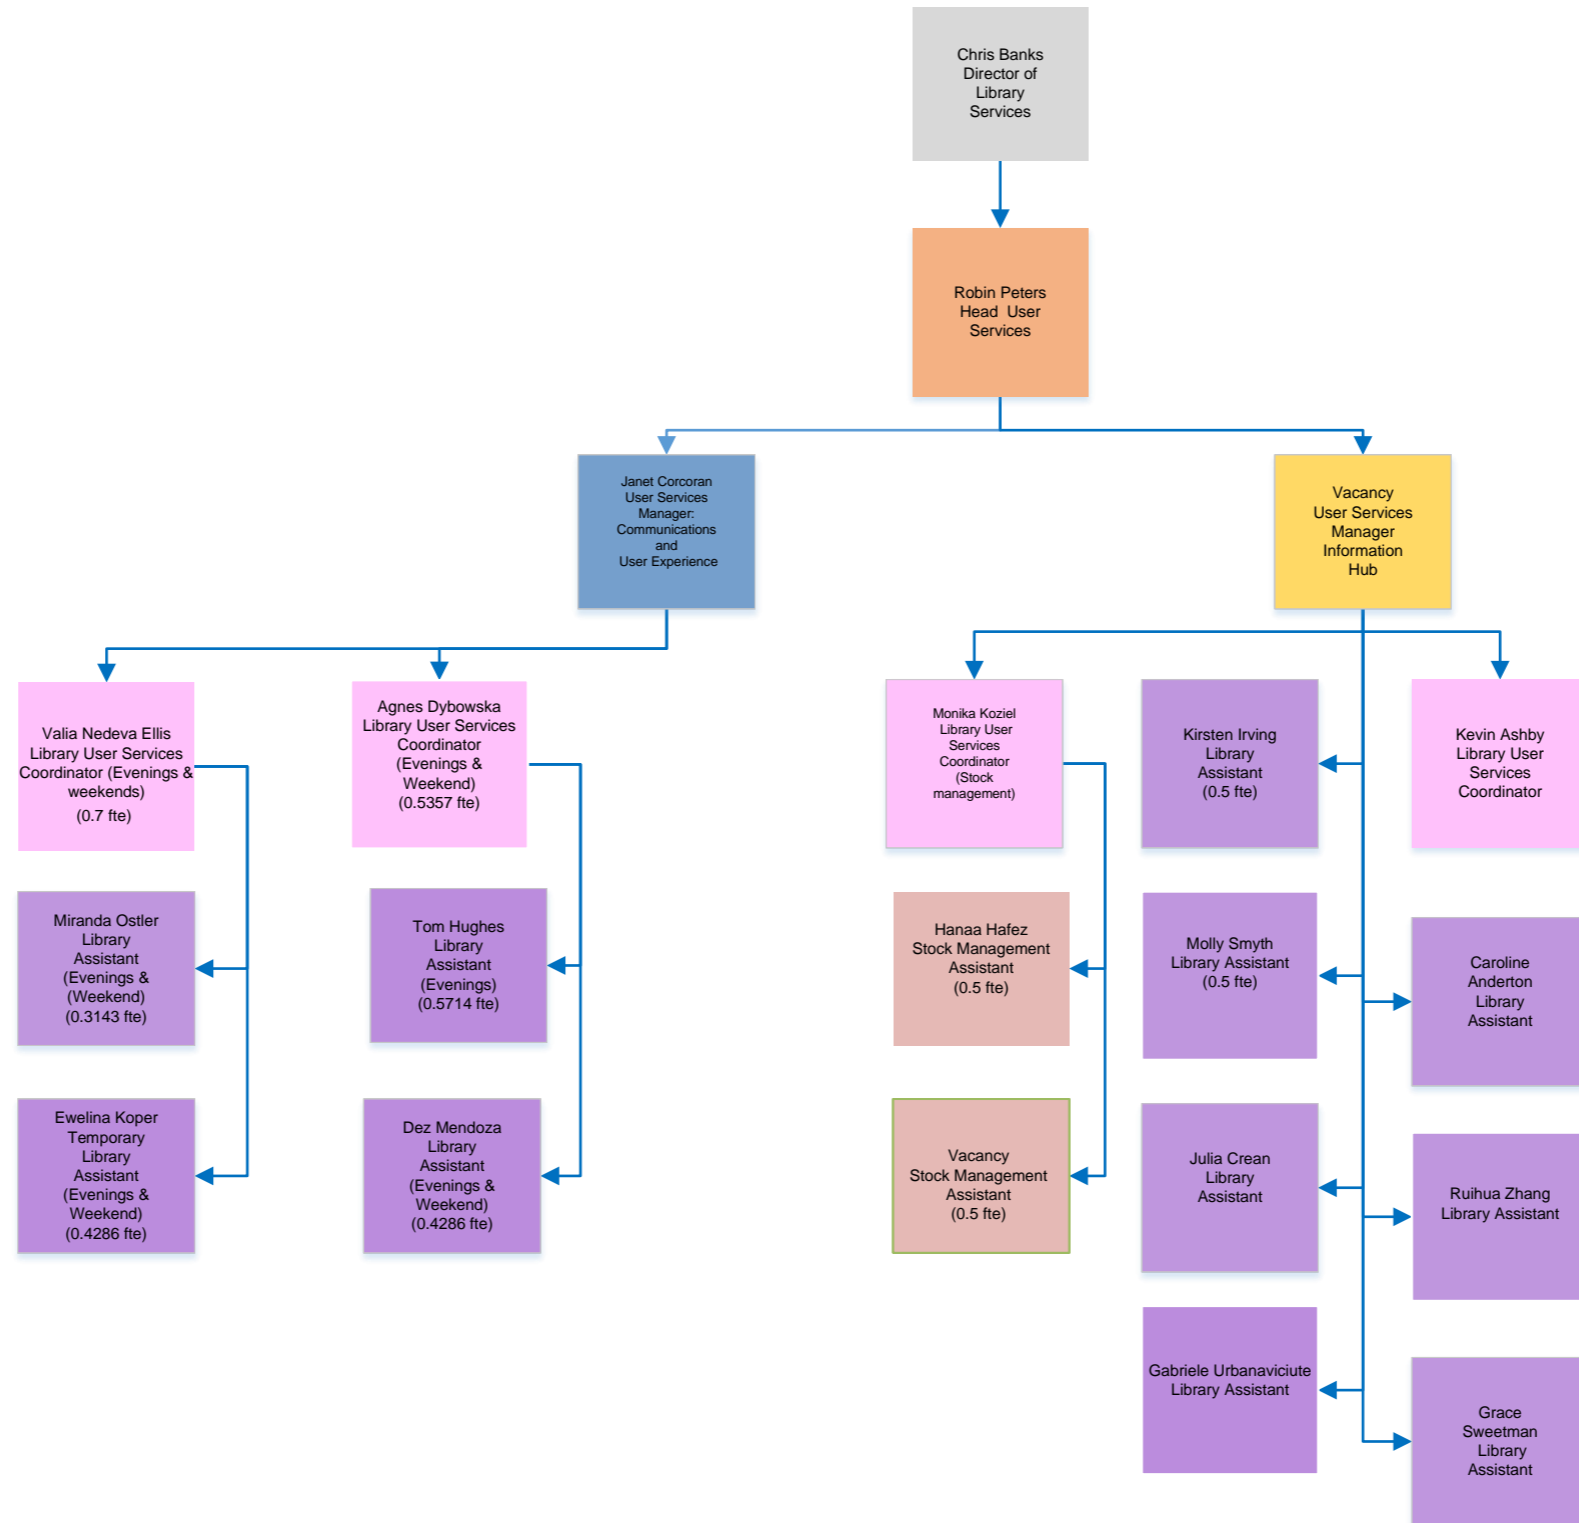 Chris Banks
Director of
Library
Services
Robin Peters
Head User
Services
Janet Corcoran
User Services
Manager:
Communications
and
User Experience
Vacancy
User Services
Manager
Information
Hub
Valia Nedeva Ellis
Library User Services
Coordinator (Evenings &
weekends)
(0.7 fte)
Agnes Dybowska
Library User Services
Coordinator
(Evenings &
Weekend)
(0.5357 fte)
Monika Koziel
Library User
Services
Coordinator
(Stock
management)
Kirsten Irving
Library
Assistant
(0.5 fte)
Kevin Ashby
Library User
Services
Coordinator
Miranda Ostler
Library
Assistant
(Evenings &
(Weekend)
(0.3143 fte)
Tom Hughes
Library
Assistant
(Evenings)
(0.5714 fte)
Hanaa Hafez
Stock Management
Assistant
(0.5 fte)
Molly Smyth
Library Assistant
(0.5 fte)
Caroline
Anderton
Library
Assistant
Ewelina Koper
Temporary
Library
Assistant
(Evenings &
Weekend)
(0.4286 fte)
Dez Mendoza
Library
Assistant
(Evenings &
Weekend)
(0.4286 fte)
Vacancy
Stock Management
Assistant
(0.5 fte)
Julia Crean
Library
Assistant
Ruihua Zhang
Library Assistant
Gabriele Urbanaviciute
Library Assistant
Grace
Sweetman
Library
Assistant